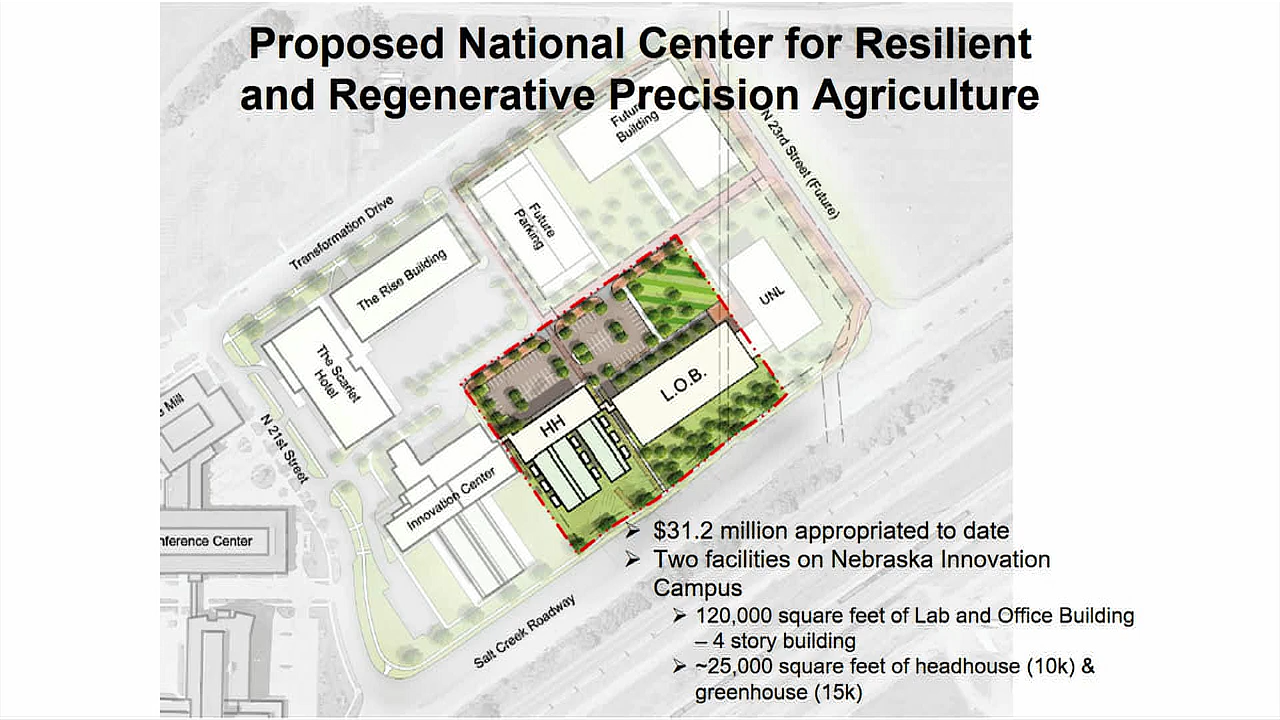 Proposed National Center for Resilient
and Regenerative Precision Agriculture
Future
Building
N 23rd Street (Future)
Transformation Drive
Future
Parking
The Rise Building
UNL
The Scarlet
Hotel
L.O.B.
HH
Mill
N 21st Street
Innovation Center
nference Center
Salt Creek Roadway
➢ $31.2 million appropriated to date
➢ Two facilities on Nebraska Innovation
Campus
➢ 120,000 square feet of Lab and Office Building
– 4 story building
➢ ~25,000 square feet of headhouse (10k) &
greenhouse (15k)